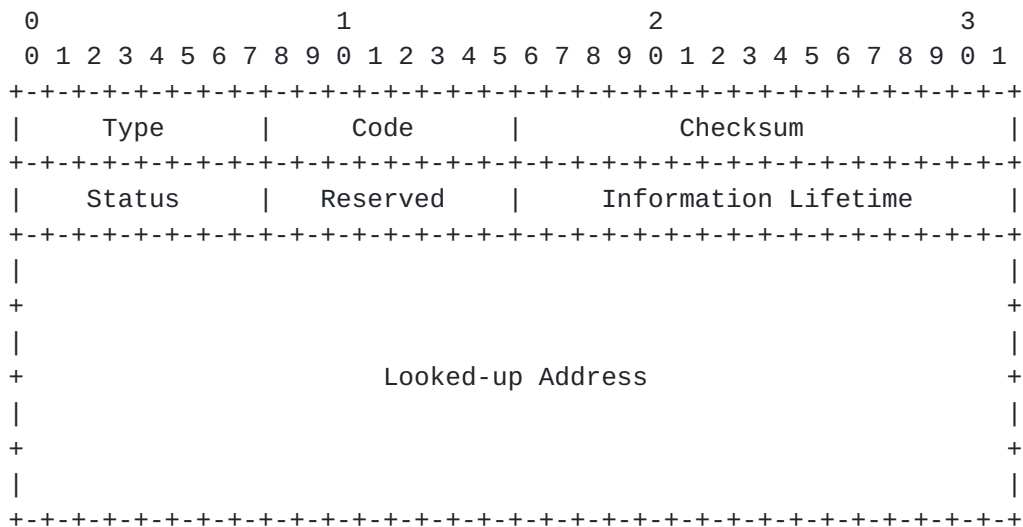 0                   1                   2                   3
 0 1 2 3 4 5 6 7 8 9 0 1 2 3 4 5 6 7 8 9 0 1 2 3 4 5 6 7 8 9 0 1
+-+-+-+-+-+-+-+-+-+-+-+-+-+-+-+-+-+-+-+-+-+-+-+-+-+-+-+-+-+-+-+-+
|     Type      |     Code      |          Checksum             |
+-+-+-+-+-+-+-+-+-+-+-+-+-+-+-+-+-+-+-+-+-+-+-+-+-+-+-+-+-+-+-+-+
|    Status     |   Reserved    |     Information Lifetime      |
+-+-+-+-+-+-+-+-+-+-+-+-+-+-+-+-+-+-+-+-+-+-+-+-+-+-+-+-+-+-+-+-+
|                                                               |
+                                                               +
|                                                               |
+                       Looked-up Address                       +
|                                                               |
+                                                               +
|                                                               |
+-+-+-+-+-+-+-+-+-+-+-+-+-+-+-+-+-+-+-+-+-+-+-+-+-+-+-+-+-+-+-+-+